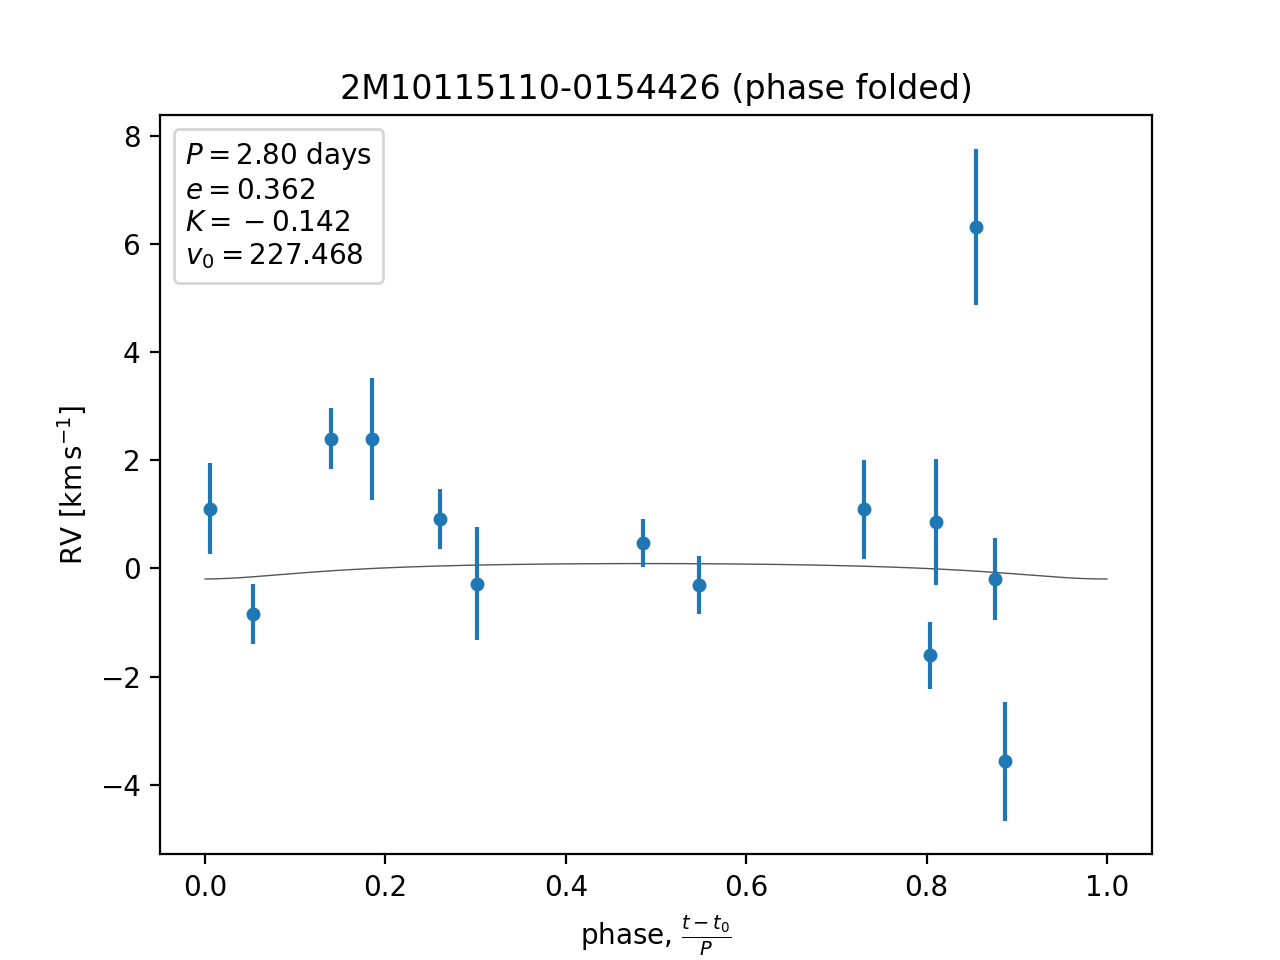 2M10115110-0154426 (phase folded)
P = 2.80 days
e = 0.362
K = −0.142
v₀ = 227.468
8
6
4
2
0
−2
−4
RV [km s⁻¹]
0.0 0.2 0.4 0.6 0.8 1.0
phase, (t − t₀)/P